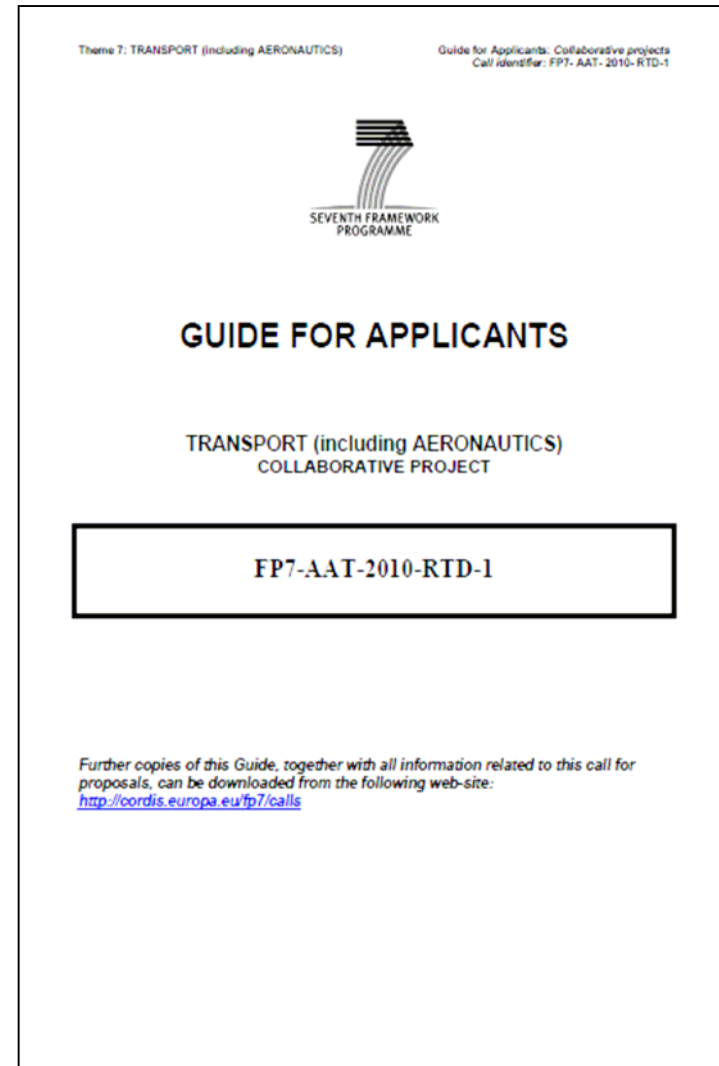 Theme 7: TRANSPORT (including AERONAUTICS)
Guide for Applicants: Collaborative projects
Call identifier: FP7- AAT- 2010- RTD-1
SEVENTH FRAMEWORK
PROGRAMME
GUIDE FOR APPLICANTS
TRANSPORT (including AERONAUTICS)
COLLABORATIVE PROJECT
FP7-AAT-2010-RTD-1
Further copies of this Guide, together with all information related to this call for
proposals, can be downloaded from the following web-site:
http://cordis.europa.eu/fp7/calls